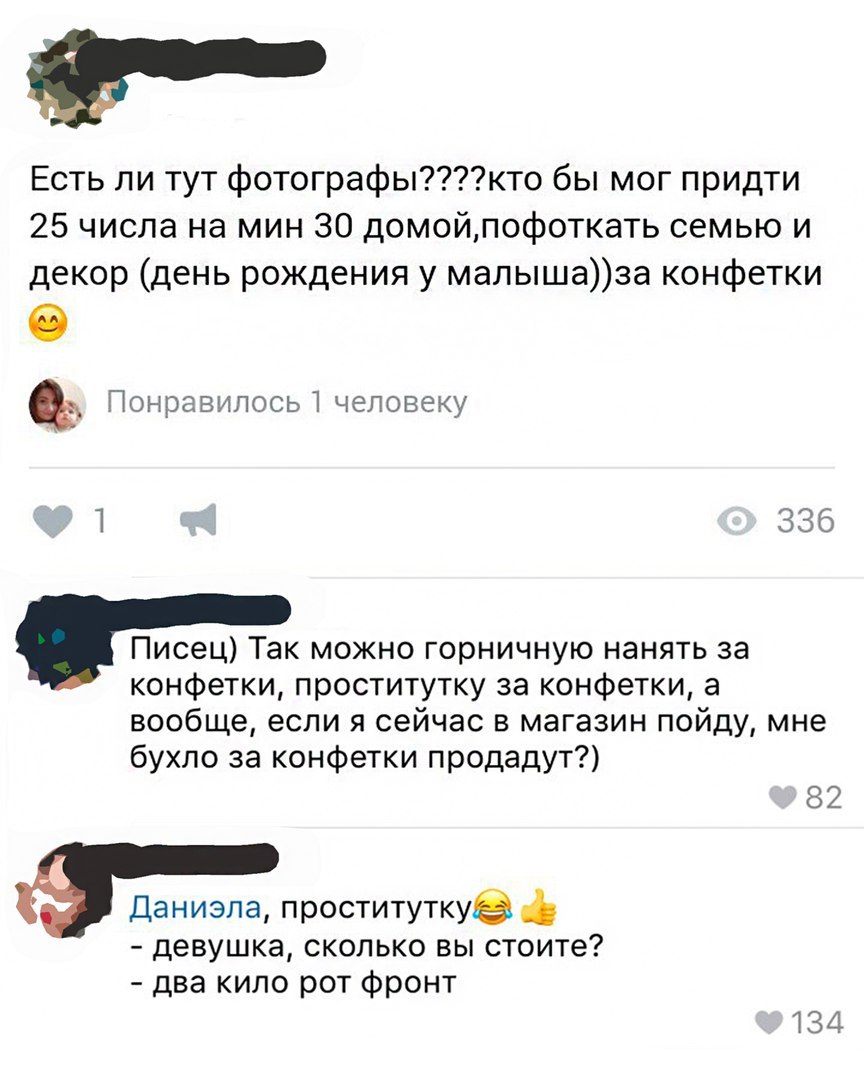 Есть ли тут фотографы????кто бы мог придти
25 числа на мин 30 домой,пофоткать семью и
декор (день рождения у малыша))за конфетки
😊
Понравилось 1 человеку
1
336
Писец) Так можно горничную нанять за
конфетки, проститутку за конфетки, а
вообще, если я сейчас в магазин пойду, мне
бухло за конфетки продадут?)
82
Даниэла, проститутку😂👍
- девушка, сколько вы стоите?
- два кило рот фронт
134